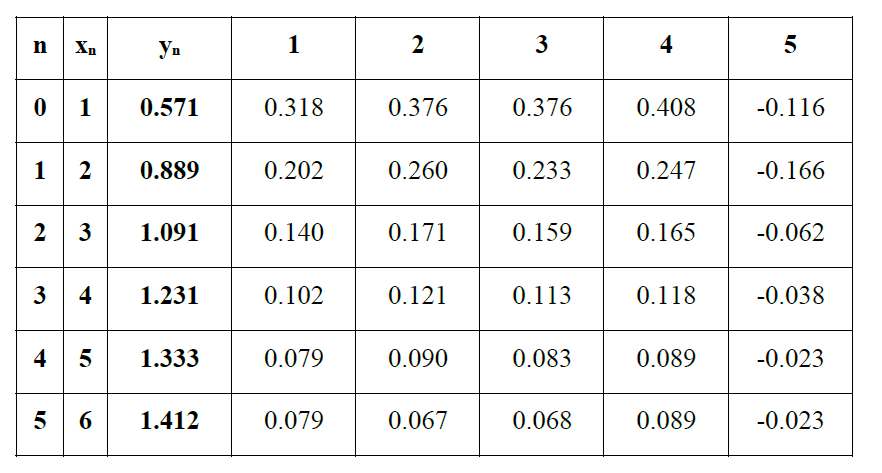 n xₙ yₙ 1 2 3 4 5
0 1 0.571 0.318 0.376 0.376 0.408 -0.116
1 2 0.889 0.202 0.260 0.233 0.247 -0.166
2 3 1.091 0.140 0.171 0.159 0.165 -0.062
3 4 1.231 0.102 0.121 0.113 0.118 -0.038
4 5 1.333 0.079 0.090 0.083 0.089 -0.023
5 6 1.412 0.079 0.067 0.068 0.089 -0.023